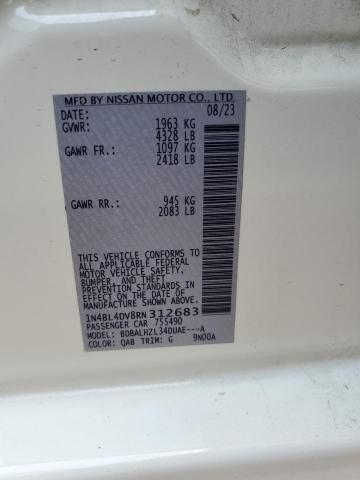 MFD BY NISSAN MOTOR CO., LTD.
DATE: 08/23
GVWR: 1963 KG
4328 LB
GAWR FR.: 1097 KG
2418 LB
GAWR RR.: 945 KG
2083 LB
THIS VEHICLE CONFORMS TO
ALL APPLICABLE FEDERAL
MOTOR VEHICLE SAFETY,
BUMPER, AND THEFT
PREVENTION STANDARDS IN
EFFECT ON THE DATE OF
MANUFACTURE SHOWN ABOVE.
1N4BL4DV8RN312683
PASSENGER CAR 755490
MODEL: BDBALHZL34DUAE---A
COLOR: QAB TRIM: G 9N00A